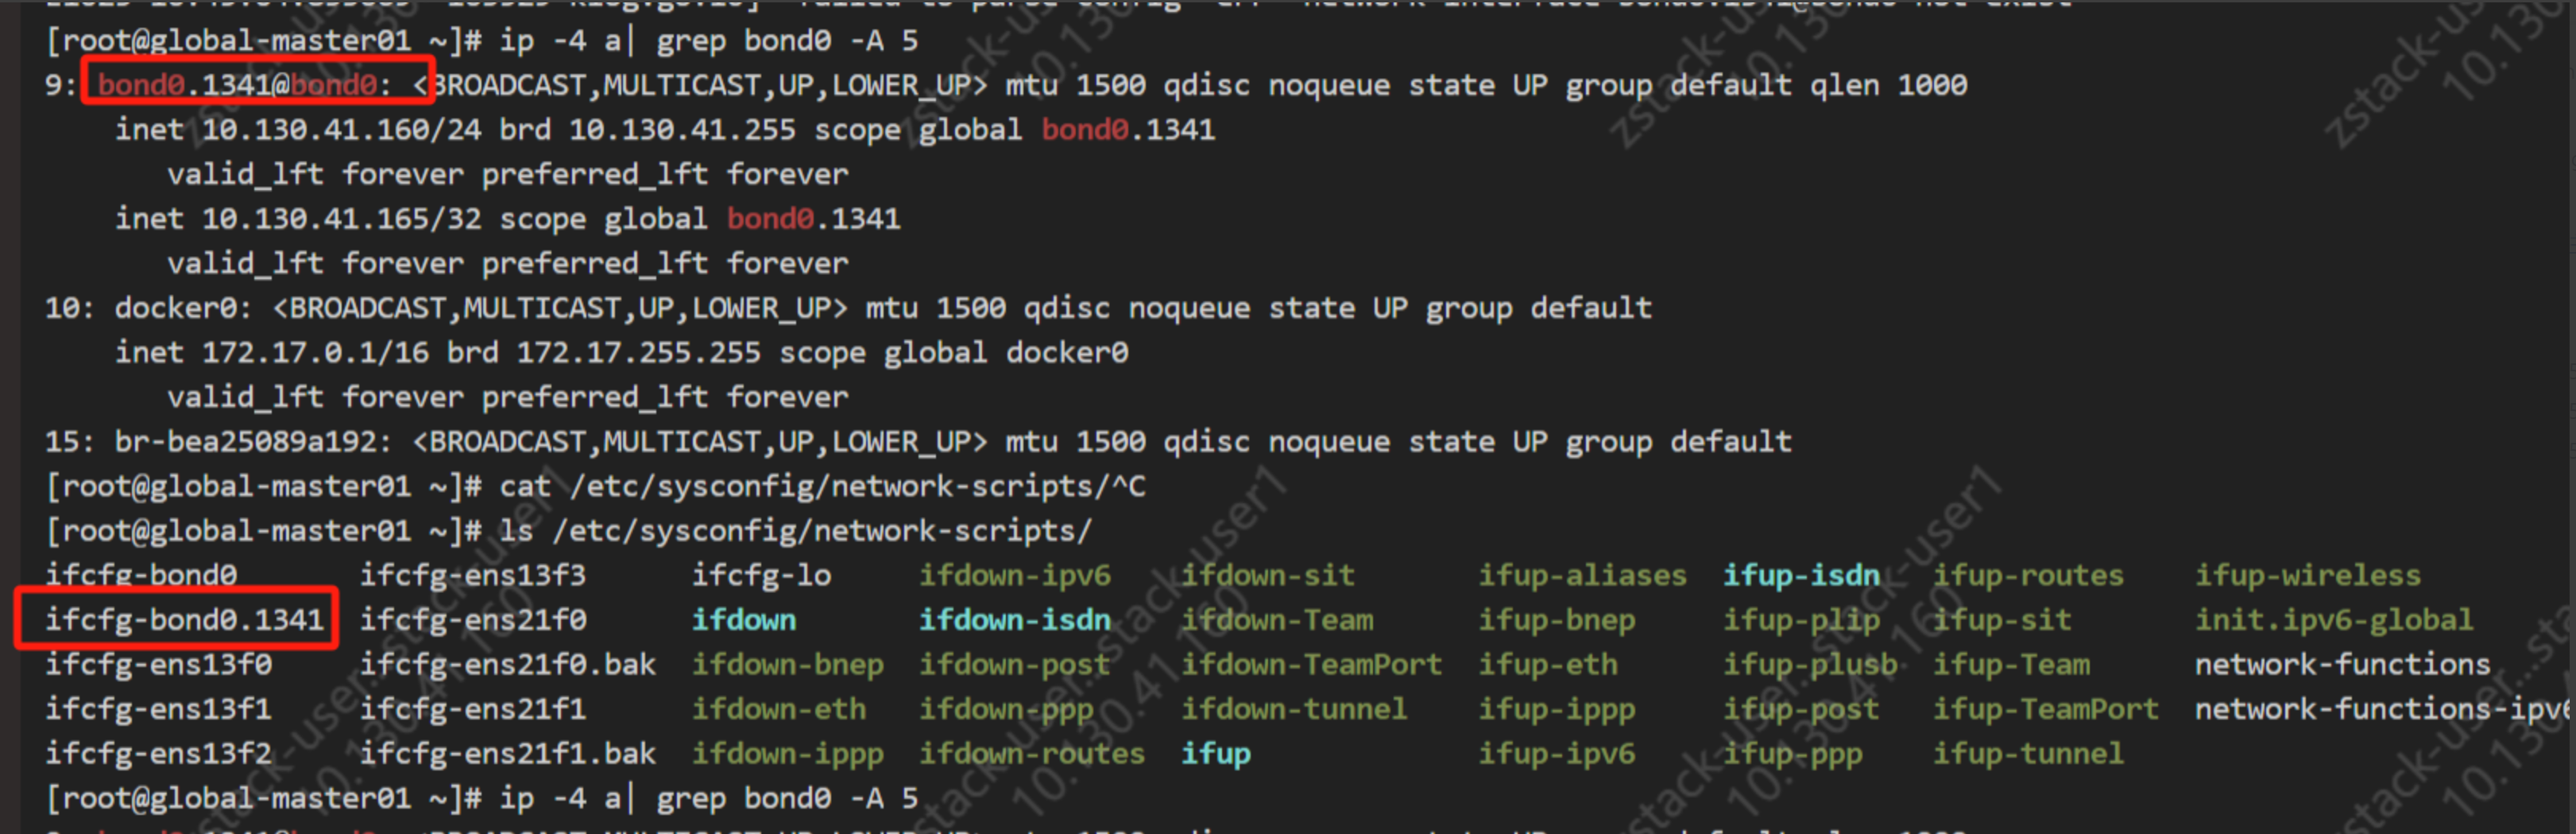 [root@global-master01 ~]# ip -4 a| grep bond0 -A 5
9: bond0.1341@bond0: <BROADCAST,MULTICAST,UP,LOWER_UP> mtu 1500 qdisc noqueue state UP group default qlen 1000
    inet 10.130.41.160/24 brd 10.130.41.255 scope global bond0.1341
       valid_lft forever preferred_lft forever
    inet 10.130.41.165/32 scope global bond0.1341
       valid_lft forever preferred_lft forever
10: docker0: <BROADCAST,MULTICAST,UP,LOWER_UP> mtu 1500 qdisc noqueue state UP group default
    inet 172.17.0.1/16 brd 172.17.255.255 scope global docker0
       valid_lft forever preferred_lft forever
15: br-bea25089a192: <BROADCAST,MULTICAST,UP,LOWER_UP> mtu 1500 qdisc noqueue state UP group default
[root@global-master01 ~]# cat /etc/sysconfig/network-scripts/^C
[root@global-master01 ~]# ls /etc/sysconfig/network-scripts/
ifcfg-bond0       ifcfg-ens13f3      ifcfg-lo     ifdown-ipv6    ifdown-sit       ifup-aliases  ifup-isdn   ifup-routes    ifup-wireless
ifcfg-bond0.1341  ifcfg-ens21f0      ifdown       ifdown-isdn    ifdown-Team      ifup-bnep     ifup-plip   ifup-sit       init.ipv6-global
ifcfg-ens13f0     ifcfg-ens21f0.bak  ifdown-bnep  ifdown-post    ifdown-TeamPort  ifup-eth      ifup-plusb  ifup-Team      network-functions
ifcfg-ens13f1     ifcfg-ens21f1      ifdown-eth   ifdown-ppp     ifdown-tunnel    ifup-ippp     ifup-post   ifup-TeamPort  network-functions-ipv6
ifcfg-ens13f2     ifcfg-ens21f1.bak  ifdown-ippp  ifdown-routes  ifup             ifup-ipv6     ifup-ppp    ifup-tunnel
[root@global-master01 ~]# ip -4 a| grep bond0 -A 5